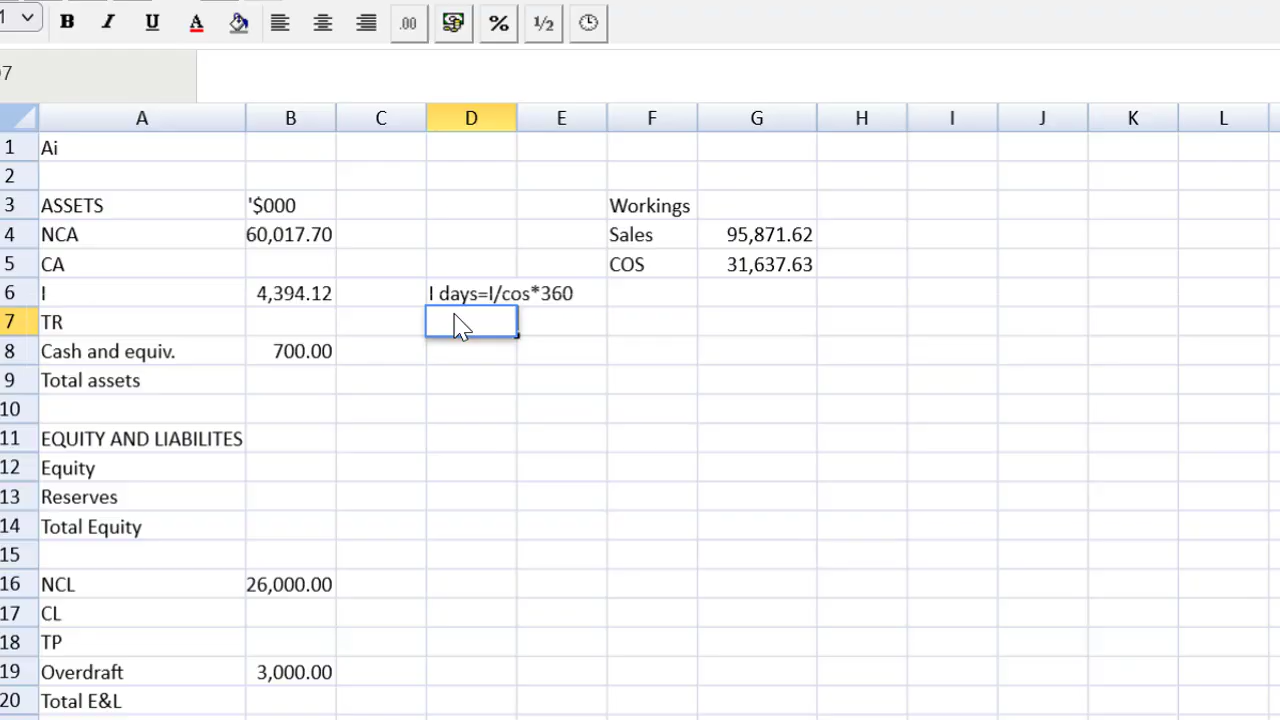 1
B I U A .00 % 1/2
7
A B C D E F G H I J K L
1 Ai
2
3 ASSETS '$000 Workings
4 NCA 60,017.70 Sales 95,871.62
5 CA COS 31,637.63
6 I 4,394.12 I days=I/cos*360
7 TR
8 Cash and equiv. 700.00
9 Total assets
10
11 EQUITY AND LIABILITES
12 Equity
13 Reserves
14 Total Equity
15
16 NCL 26,000.00
17 CL
18 TP
19 Overdraft 3,000.00
20 Total E&L